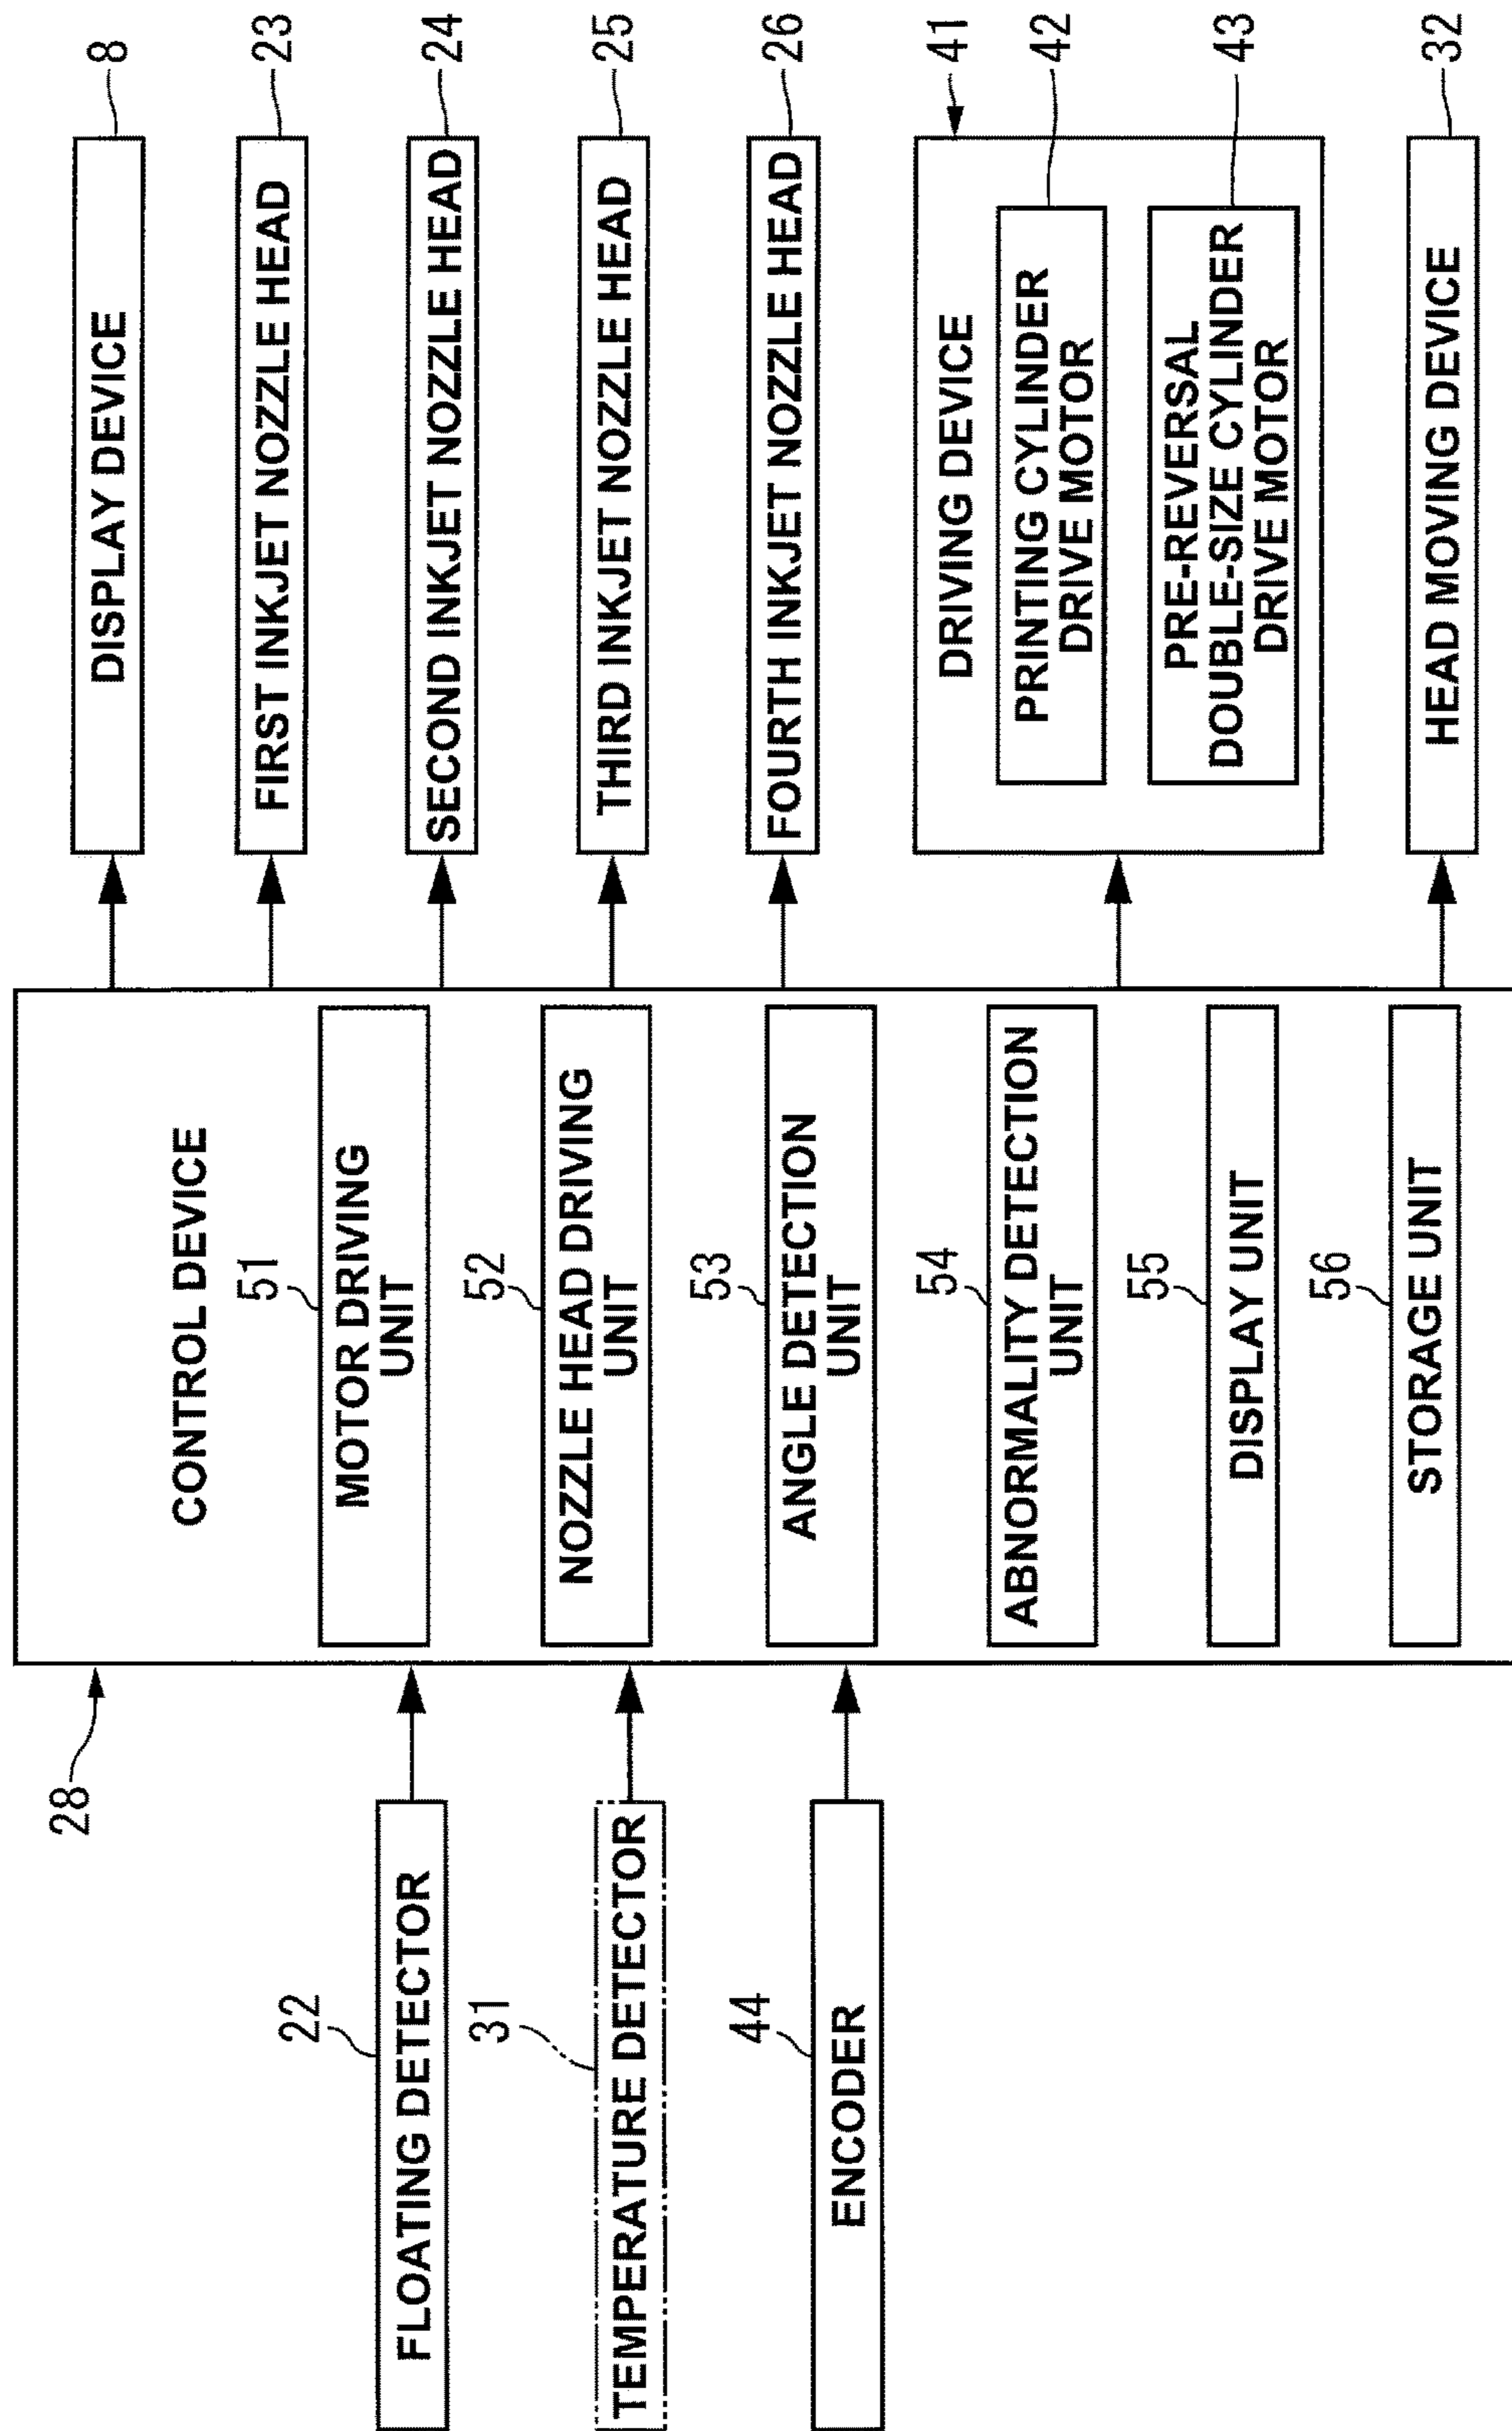 28
CONTROL DEVICE
22
FLOATING DETECTOR
31
TEMPERATURE DETECTOR
44
ENCODER
51
MOTOR DRIVING
UNIT
52
NOZZLE HEAD DRIVING
UNIT
53
ANGLE DETECTION
UNIT
54
ABNORMALITY DETECTION
UNIT
55
DISPLAY UNIT
56
STORAGE UNIT
DISPLAY DEVICE
8
FIRST INKJET NOZZLE HEAD
23
SECOND INKJET NOZZLE HEAD
24
THIRD INKJET NOZZLE HEAD
25
FOURTH INKJET NOZZLE HEAD
26
DRIVING DEVICE
41
PRINTING CYLINDER
DRIVE MOTOR
42
PRE-REVERSAL
DOUBLE-SIZE CYLINDER
DRIVE MOTOR
43
HEAD MOVING DEVICE
32